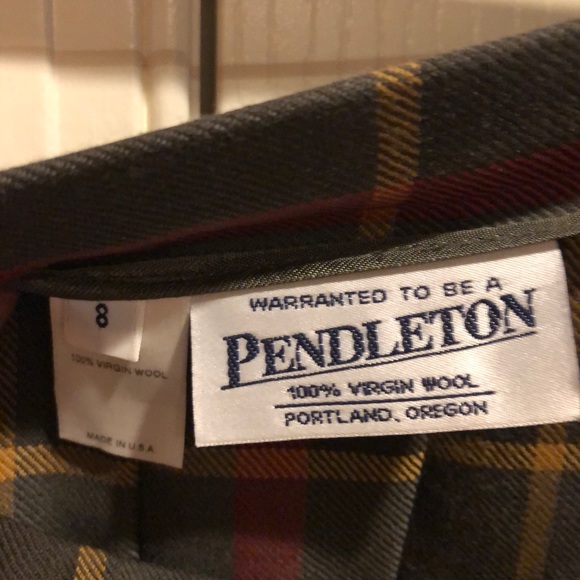 8
100% VIRGIN WOOL
MADE IN U.S.A.
WARRANTED TO BE A
PENDLETON
100% VIRGIN WOOL
PORTLAND, OREGON